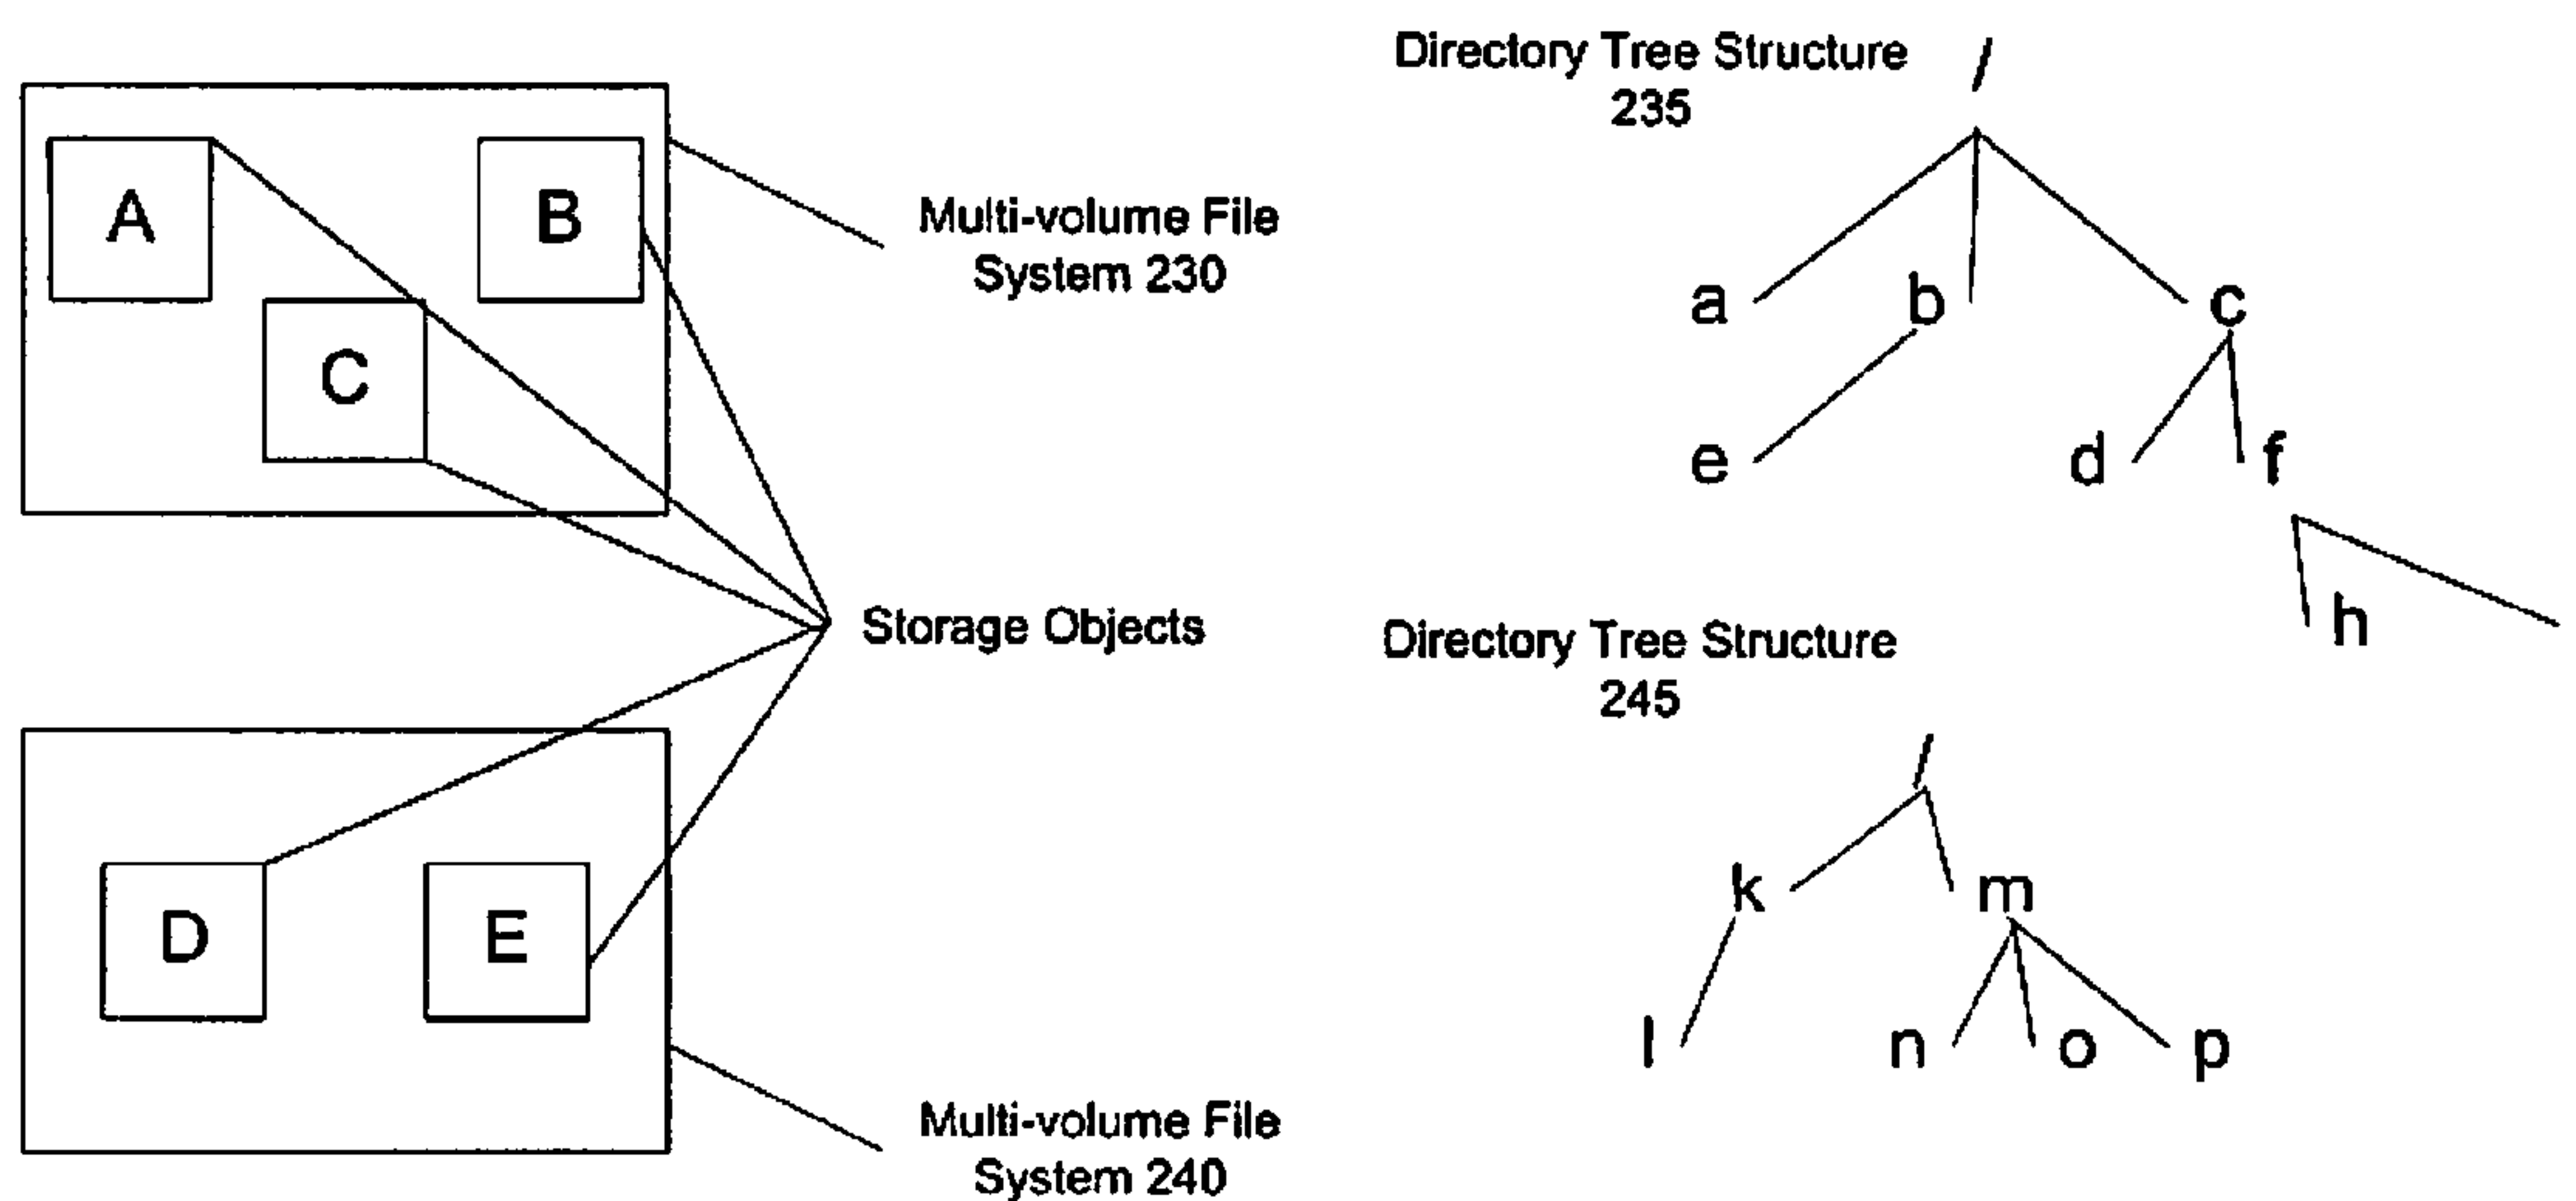 A
B
C
Multi-volume File
System 230
Storage Objects
D
E
Multi-volume File
System 240
Directory Tree Structure
235
/
a
b
c
e
d
f
h
Directory Tree Structure
245
/
k
m
l
n
o
p